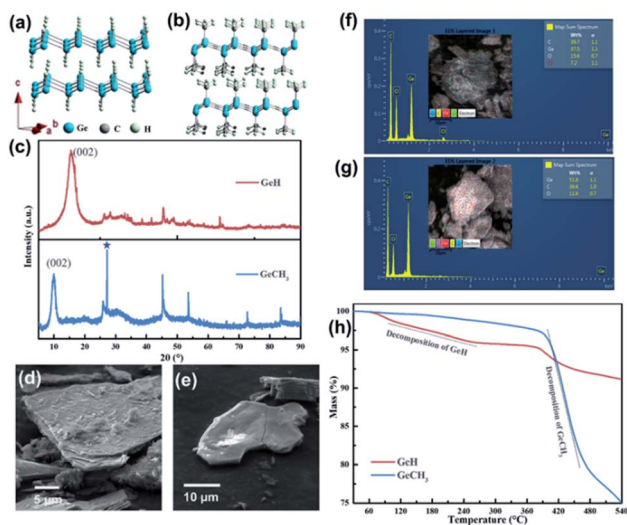 (a)
(b)
c
b
a
Ge
C
H
(c)
(002)
GeH
(002)
GeCH₃
Intensity (a.u.)
10 20 30 40 50 60 70 80 90
2θ (°)
(d)
5 μm
(e)
10 μm
(f)
EDS Layered Image 1
Map Sum Spectrum
Wt% σ
C
Ge
O
Ge
(g)
EDS Layered Image 2
Map Sum Spectrum
Wt% σ
Ge
C
O
Ge
(h)
100
95
90
85
80
75
Mass (%)
Decomposition of GeH
Decomposition of GeCH₃
GeH
GeCH₃
60 120 180 240 300 360 420 480 540
Temperature (°C)